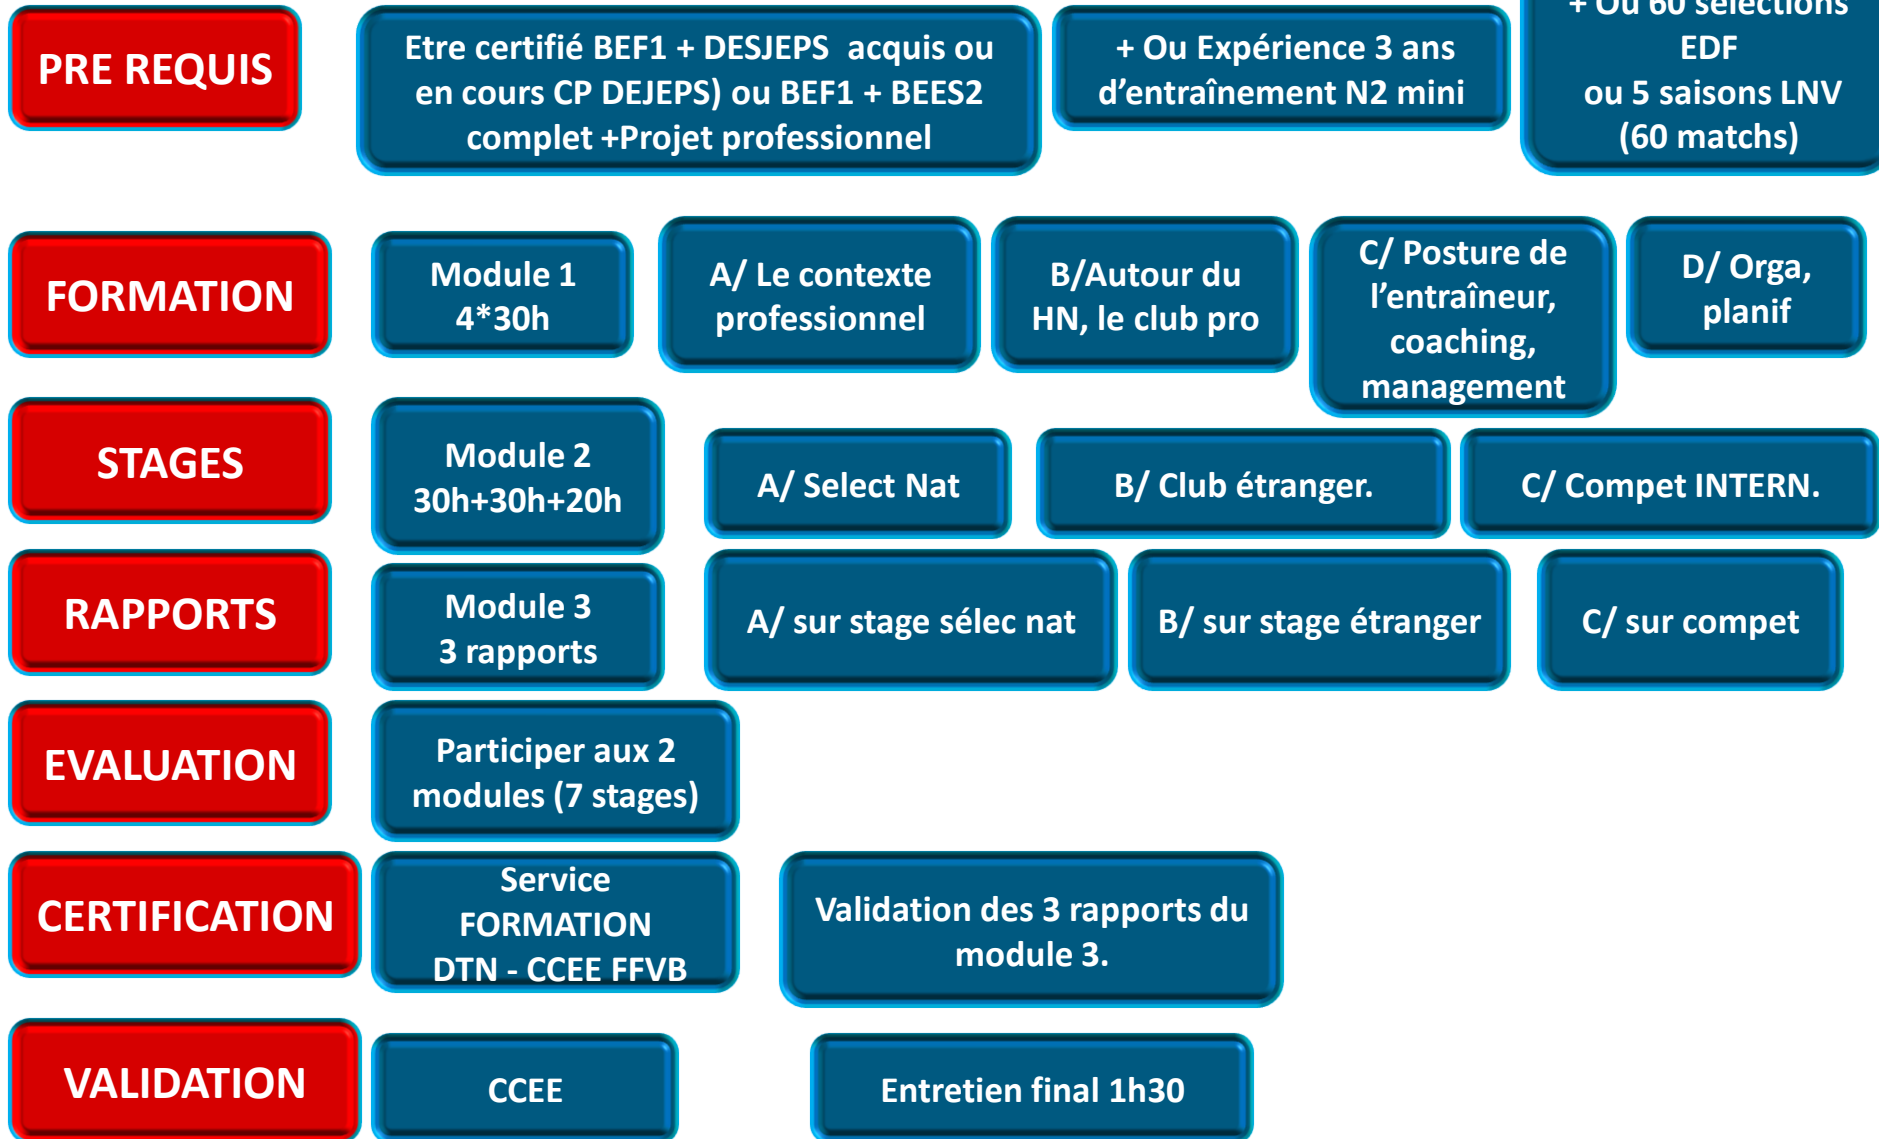 PRE REQUIS
Etre certifié BEF1 + DESJEPS acquis ou
en cours CP DEJEPS) ou BEF1 + BEES2
complet +Projet professionnel
+ Ou Expérience 3 ans
d'entraînement N2 mini
+ Ou 60 sélections
EDF
ou 5 saisons LNV
(60 matchs)
FORMATION
Module 1
4*30h
A/ Le contexte
professionnel
B/Autour du
HN, le club pro
C/ Posture de
l'entraîneur,
coaching,
management
D/ Orga,
planif
STAGES
Module 2
30h+30h+20h
A/ Select Nat
B/ Club étranger.
C/ Compet INTERN.
RAPPORTS
Module 3
3 rapports
A/ sur stage sélec nat
B/ sur stage étranger
C/ sur compet
EVALUATION
Participer aux 2
modules (7 stages)
CERTIFICATION
Service
FORMATION
DTN - CCEE FFVB
Validation des 3 rapports du
module 3.
VALIDATION
CCEE
Entretien final 1h30